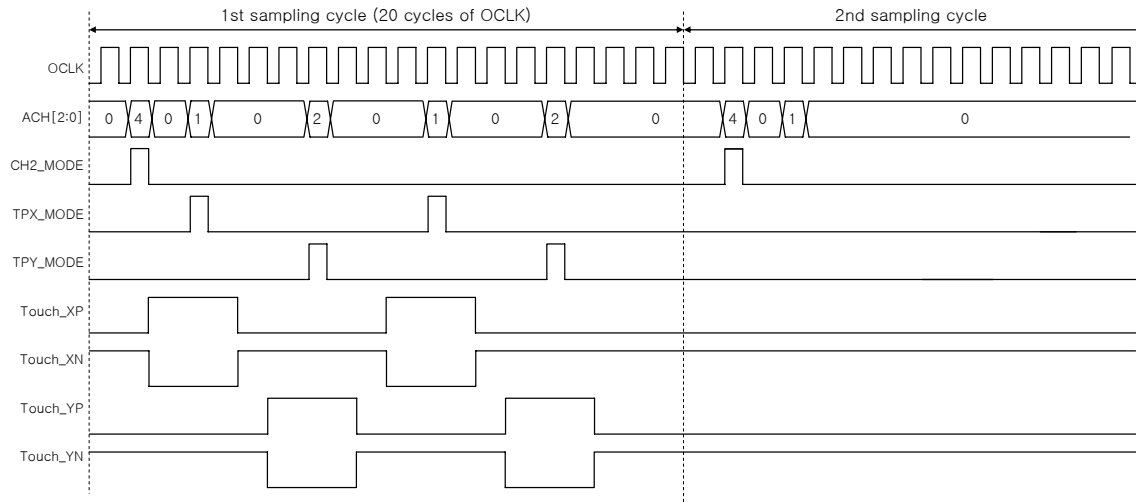 1st sampling cycle (20 cycles of OCLK) 2nd sampling cycle
OCLK
ACH[2:0] 0 4 0 1 0 2 0 1 0 2 0 4 0 1 0
CH2_MODE
TPX_MODE
TPY_MODE
Touch_XP
Touch_XN
Touch_YP
Touch_YN